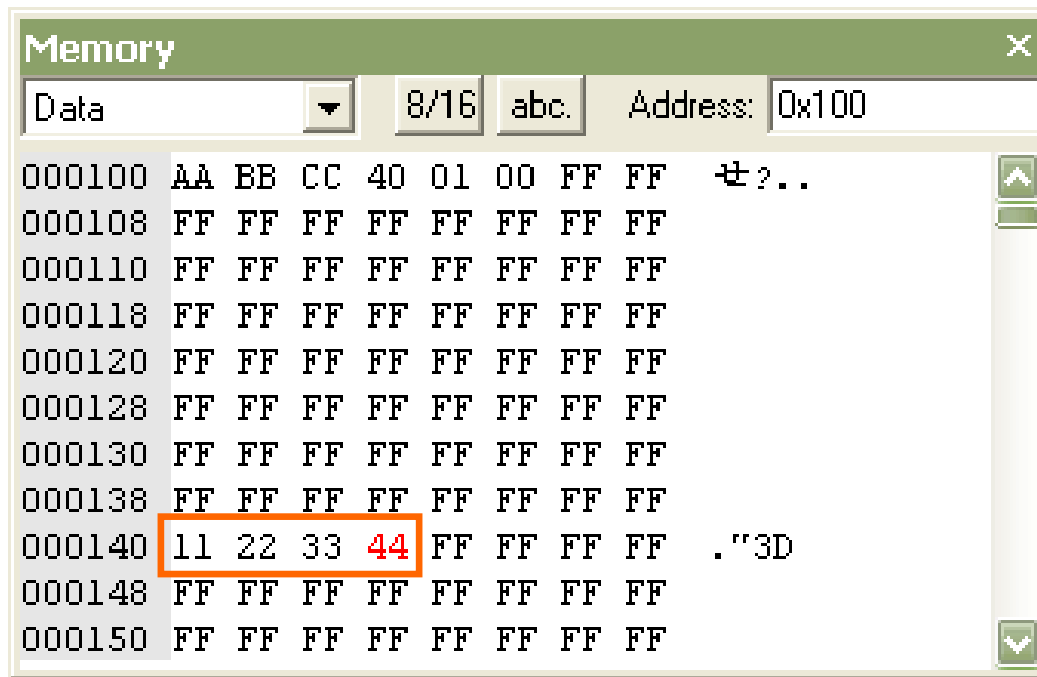 Memory
Data 8/16 abc. Address: 0x100
000100 AA BB CC 40 01 00 FF FF 쏻?..
000108 FF FF FF FF FF FF FF FF
000110 FF FF FF FF FF FF FF FF
000118 FF FF FF FF FF FF FF FF
000120 FF FF FF FF FF FF FF FF
000128 FF FF FF FF FF FF FF FF
000130 FF FF FF FF FF FF FF FF
000138 FF FF FF FF FF FF FF FF
000140 11 22 33 44 FF FF FF FF ."3D
000148 FF FF FF FF FF FF FF FF
000150 FF FF FF FF FF FF FF FF